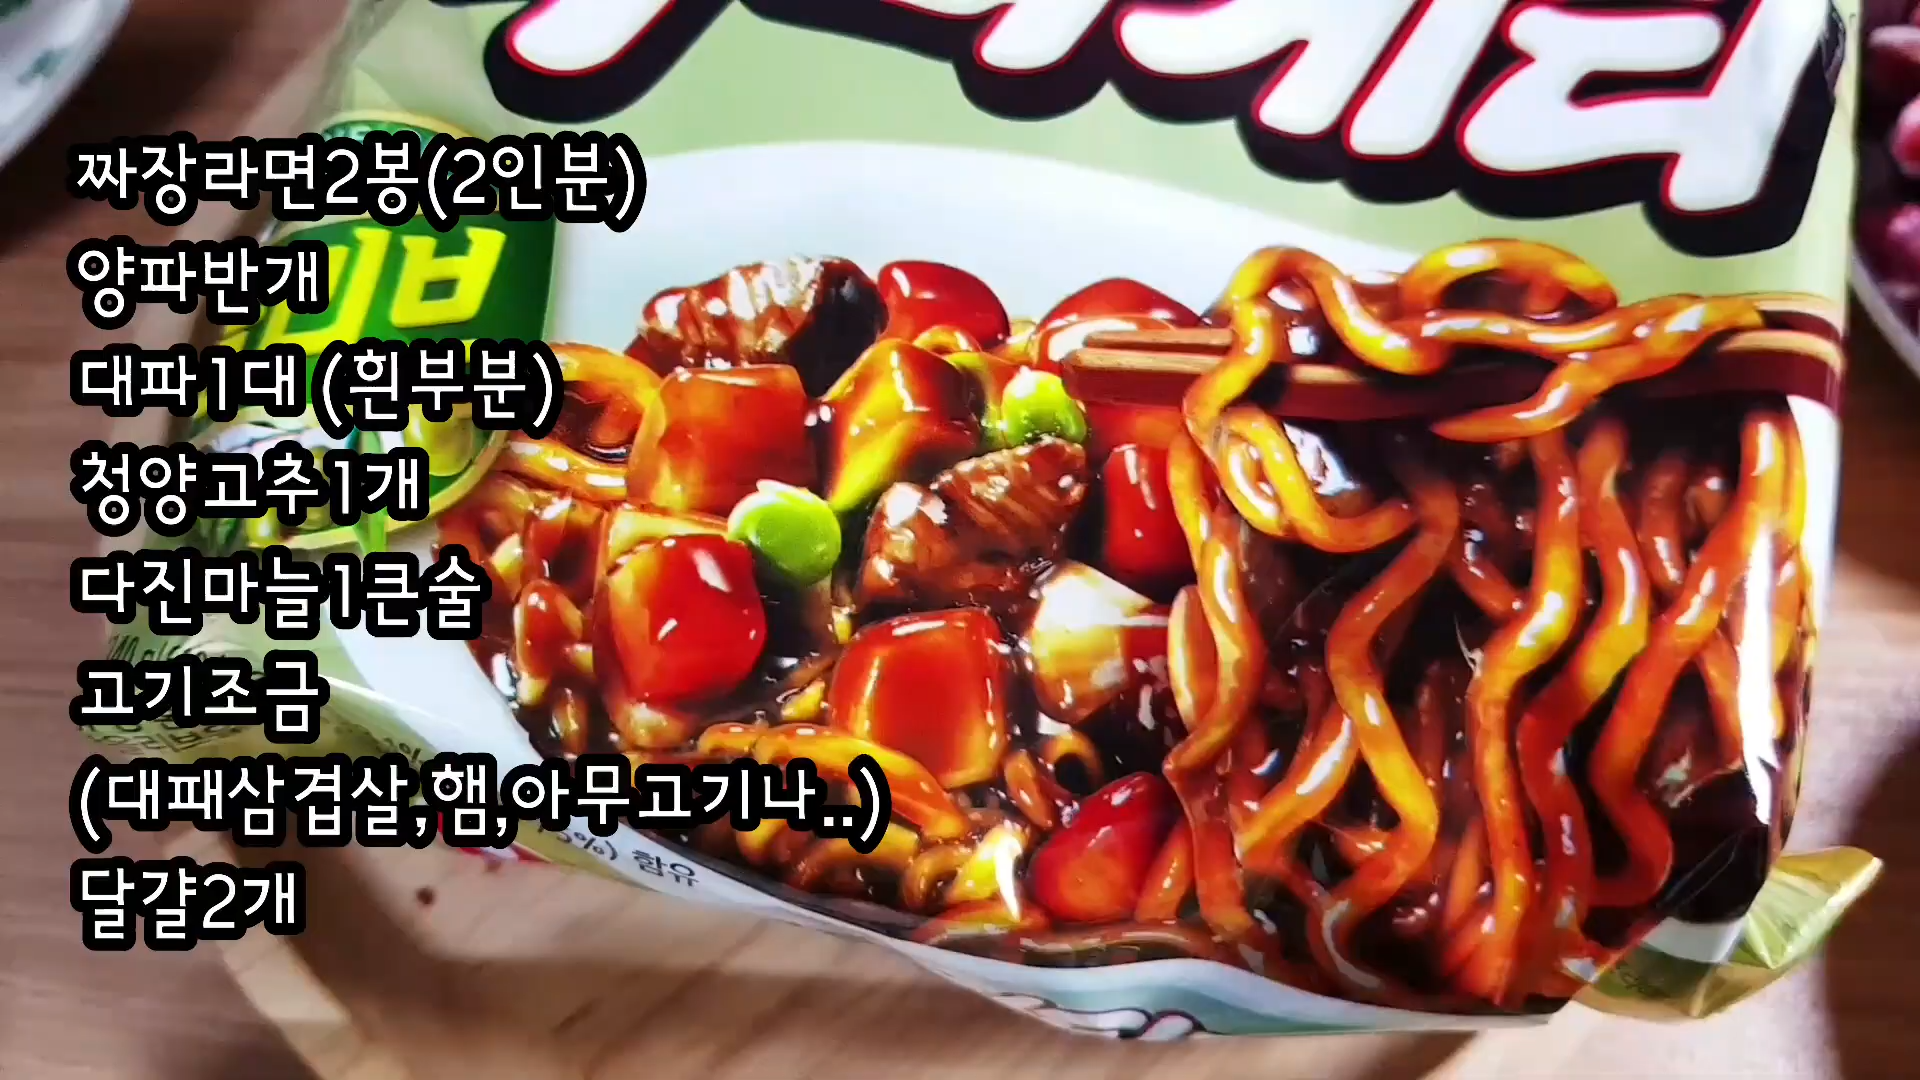 짜장라면2봉(2인분)
양파반개
대파1대 (흰부분)
청양고추1개
다진마늘1큰술
고기조금
(대패삼겹살,햄,아무고기나..)
달걀2개
함유